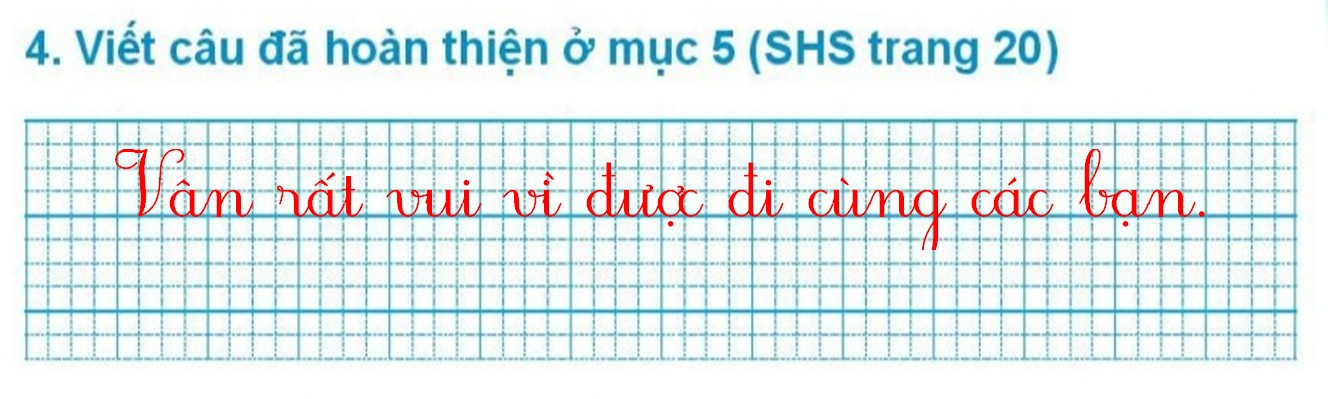 4. Viết câu đã hoàn thiện ở mục 5 (SHS trang 20)
Vân rất vui vì được đi cùng các bạn.